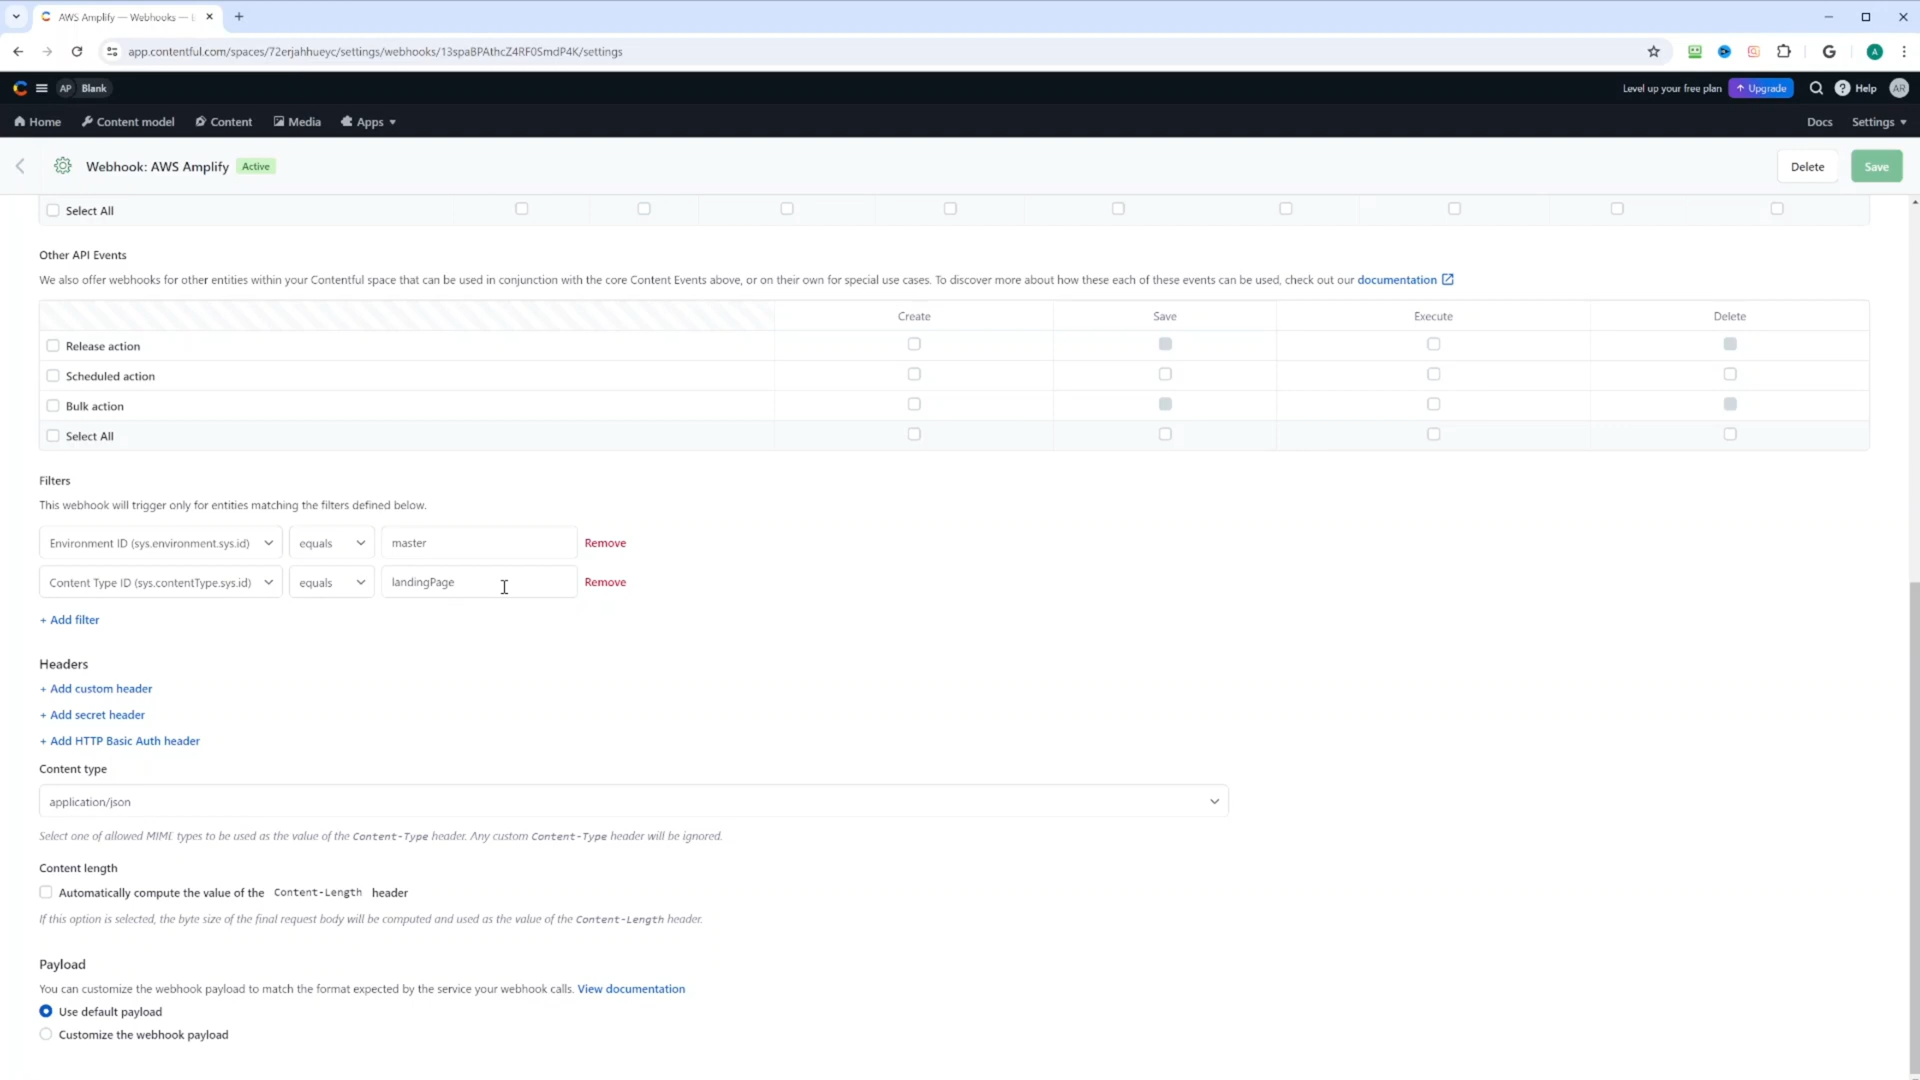 AWS Amplify — Webhooks —
app.contentful.com/spaces/72erjahhueyc/settings/webhooks/13spaBPAthcZ4RF0SmdP4K/settings
A
AP Blank
Level up your free plan Upgrade Help AR
Home Content model Content Media Apps Docs Settings
Webhook: AWS Amplify Active Delete Save
Select All
Other API Events
We also offer webhooks for other entities within your Contentful space that can be used in conjunction with the core Content Events above, or on their own for special use cases. To discover more about how these each of these events can be used, check out our documentation
Create Save Execute Delete
Release action
Scheduled action
Bulk action
Select All
Filters
This webhook will trigger only for entities matching the filters defined below.
Environment ID (sys.environment.sys.id) equals master Remove
Content Type ID (sys.contentType.sys.id) equals landingPage Remove
+ Add filter
Headers
+ Add custom header
+ Add secret header
+ Add HTTP Basic Auth header
Content type
application/json
Select one of allowed MIME types to be used as the value of the Content-Type header. Any custom Content-Type header will be ignored.
Content length
Automatically compute the value of the Content-Length header
If this option is selected, the byte size of the final request body will be computed and used as the value of the Content-Length header.
Payload
You can customize the webhook payload to match the format expected by the service your webhook calls. View documentation
Use default payload
Customize the webhook payload